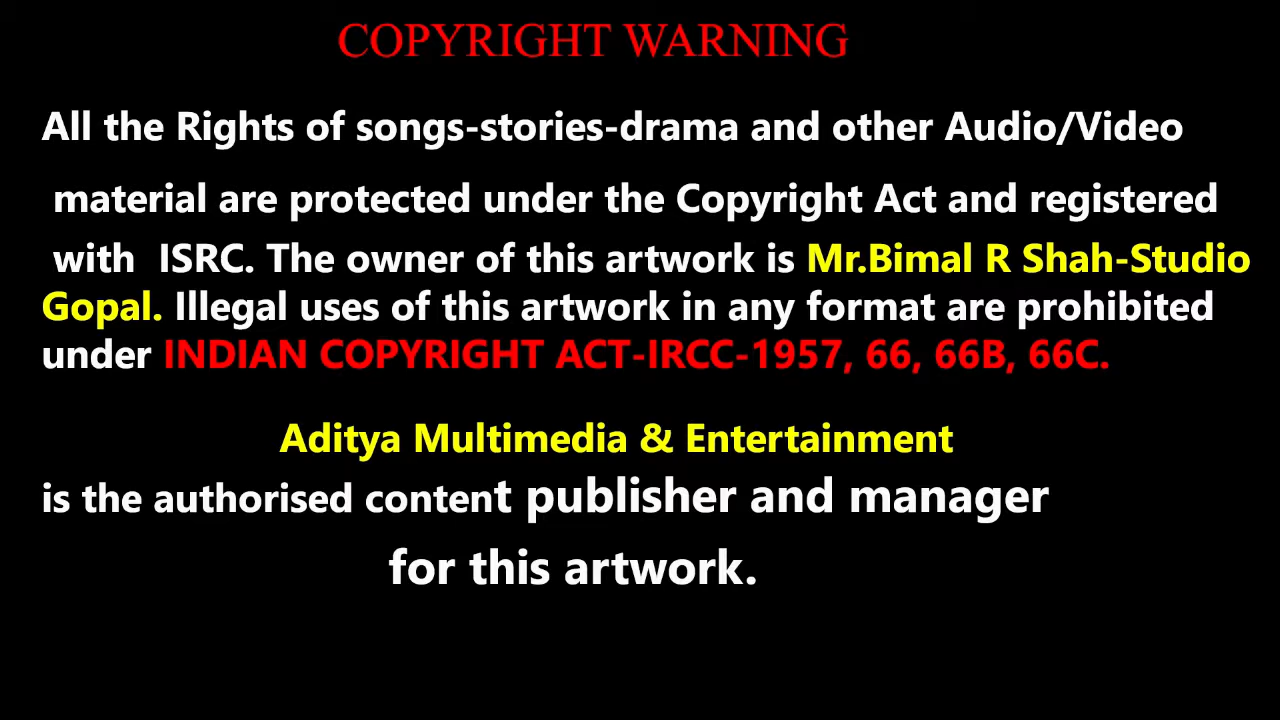 COPYRIGHT WARNING
All the Rights of songs-stories-drama and other Audio/Video
material are protected under the Copyright Act and registered
with ISRC. The owner of this artwork is Mr.Bimal R Shah-Studio
Gopal. Illegal uses of this artwork in any format are prohibited
under INDIAN COPYRIGHT ACT-IRCC-1957, 66, 66B, 66C.
Aditya Multimedia & Entertainment
is the authorised content publisher and manager
for this artwork.